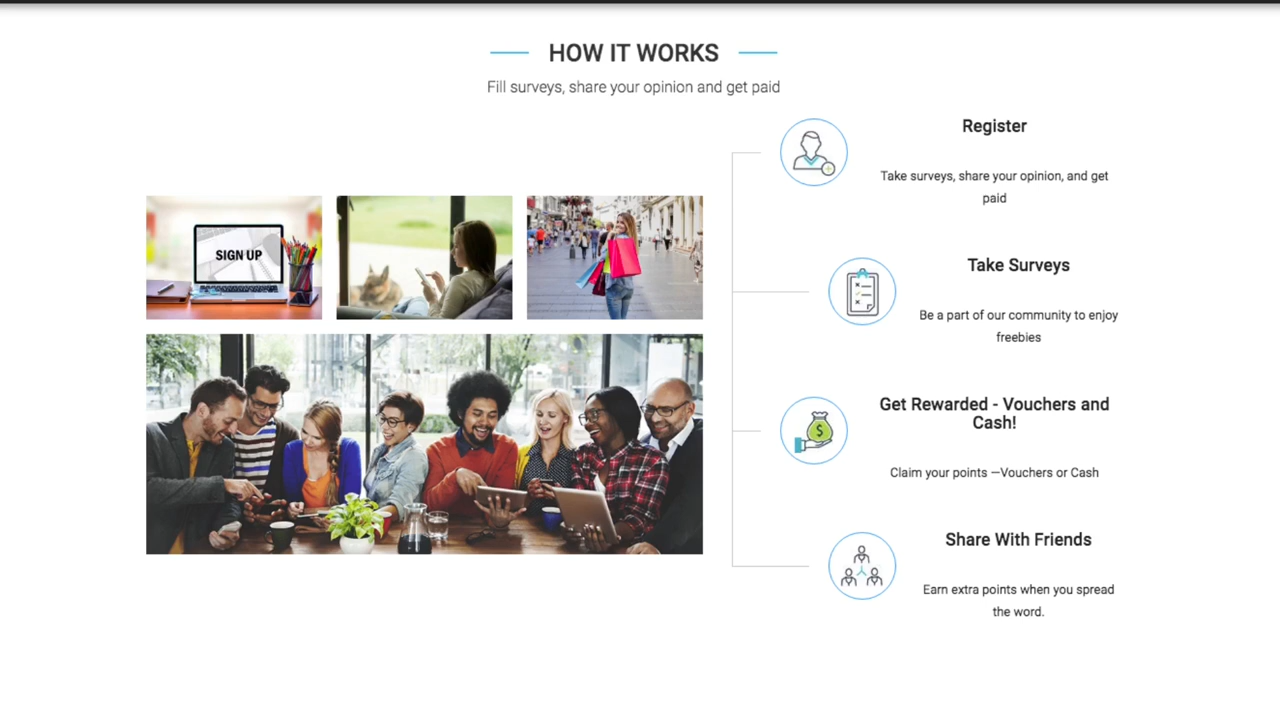 HOW IT WORKS
Fill surveys, share your opinion and get paid
SIGN UP
Register
Take surveys, share your opinion, and get
paid
Take Surveys
Be a part of our community to enjoy
freebies
Get Rewarded - Vouchers and
Cash!
Claim your points —Vouchers or Cash
Share With Friends
Earn extra points when you spread
the word.